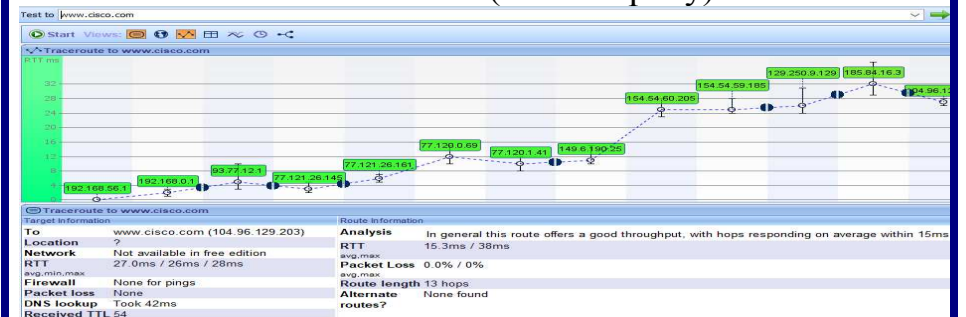 Test to www.cisco.com
Start Views:
Traceroute to www.cisco.com
RTT ms
32
28
24
20
16
12
8
4
0
192.168.56.1
192.168.0.1
93.77.12.1
77.121.26.145
77.121.26.161
77.120.0.69
77.120.1.41
149.6.190.25
154.54.60.205
154.54.59.185
129.250.9.129
185.84.16.3
Traceroute to www.cisco.com
Target Information
To www.cisco.com (104.96.129.203)
Location ?
Network Not available in free edition
RTT 27.0ms / 26ms / 28ms
avg,min,max
Firewall None for pings
Packet loss None
DNS lookup Took 42ms
Received TTL 54
Route Information
Analysis In general this route offers a good throughput, with hops responding on average within 15ms
RTT 15.3ms / 38ms
avg,max
Packet Loss 0.0% / 0%
avg,max
Route length 13 hops
Alternate None found
routes?